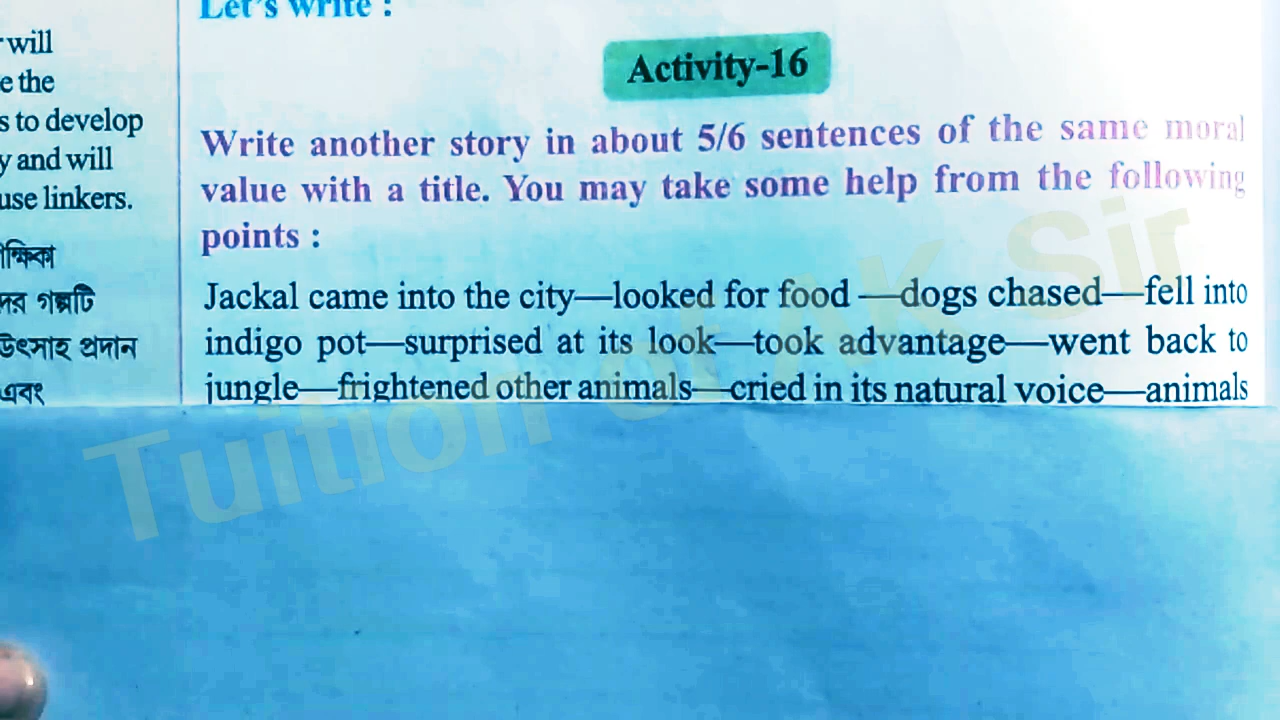 Let's write :
will
Activity-16
e the
s to develop
Write another story in about 5/6 sentences of the same moral
y and will
value with a title. You may take some help from the following
use linkers.
points :
Jackal came into the city—looked for food —dogs chased—fell into
দর গল্পটি
indigo pot—surprised at its look—took advantage—went back to
উৎসাহ প্রদান
jungle—frightened other animals—cried in its natural voice—animals
এবং
Tuition of AK Sir